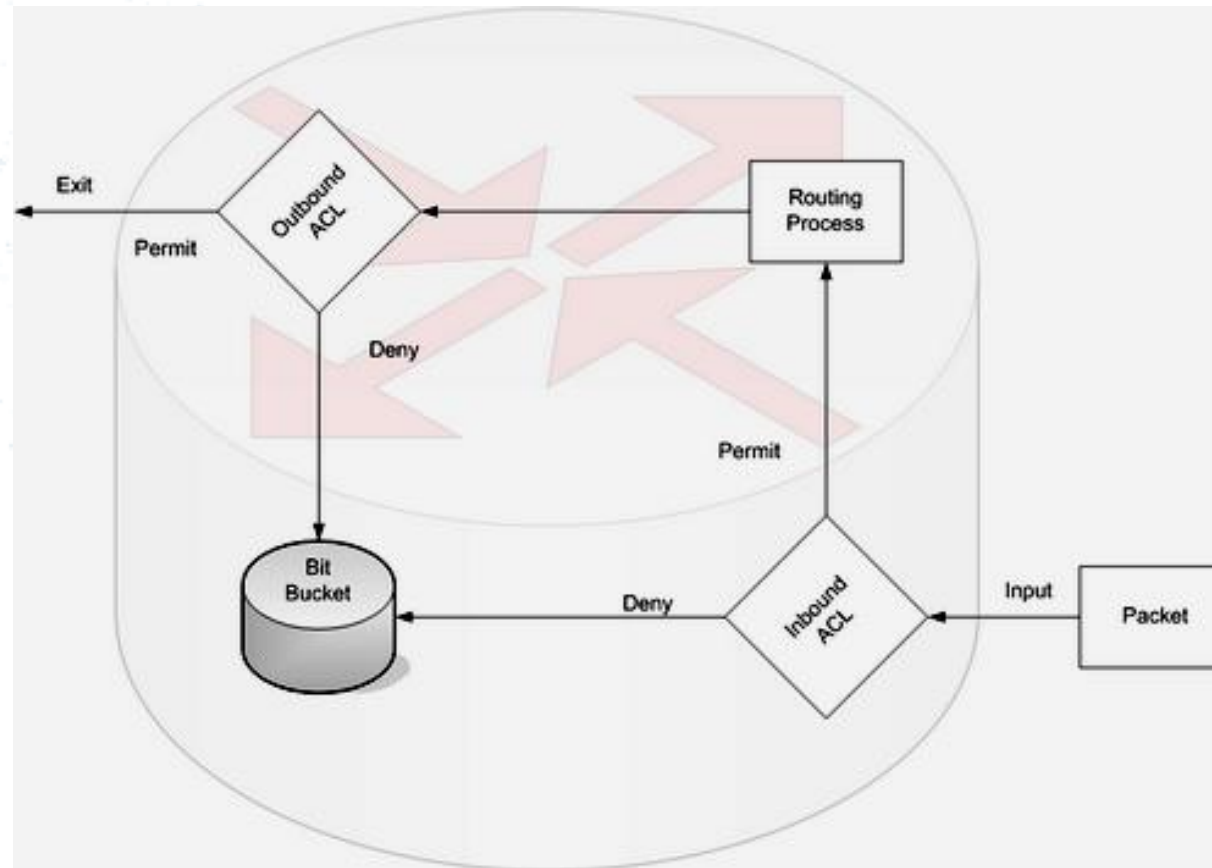 Exit
Permit
Outbound
ACL
Routing
Process
Deny
Permit
Bit
Bucket
Deny
Inbound
ACL
Input
Packet